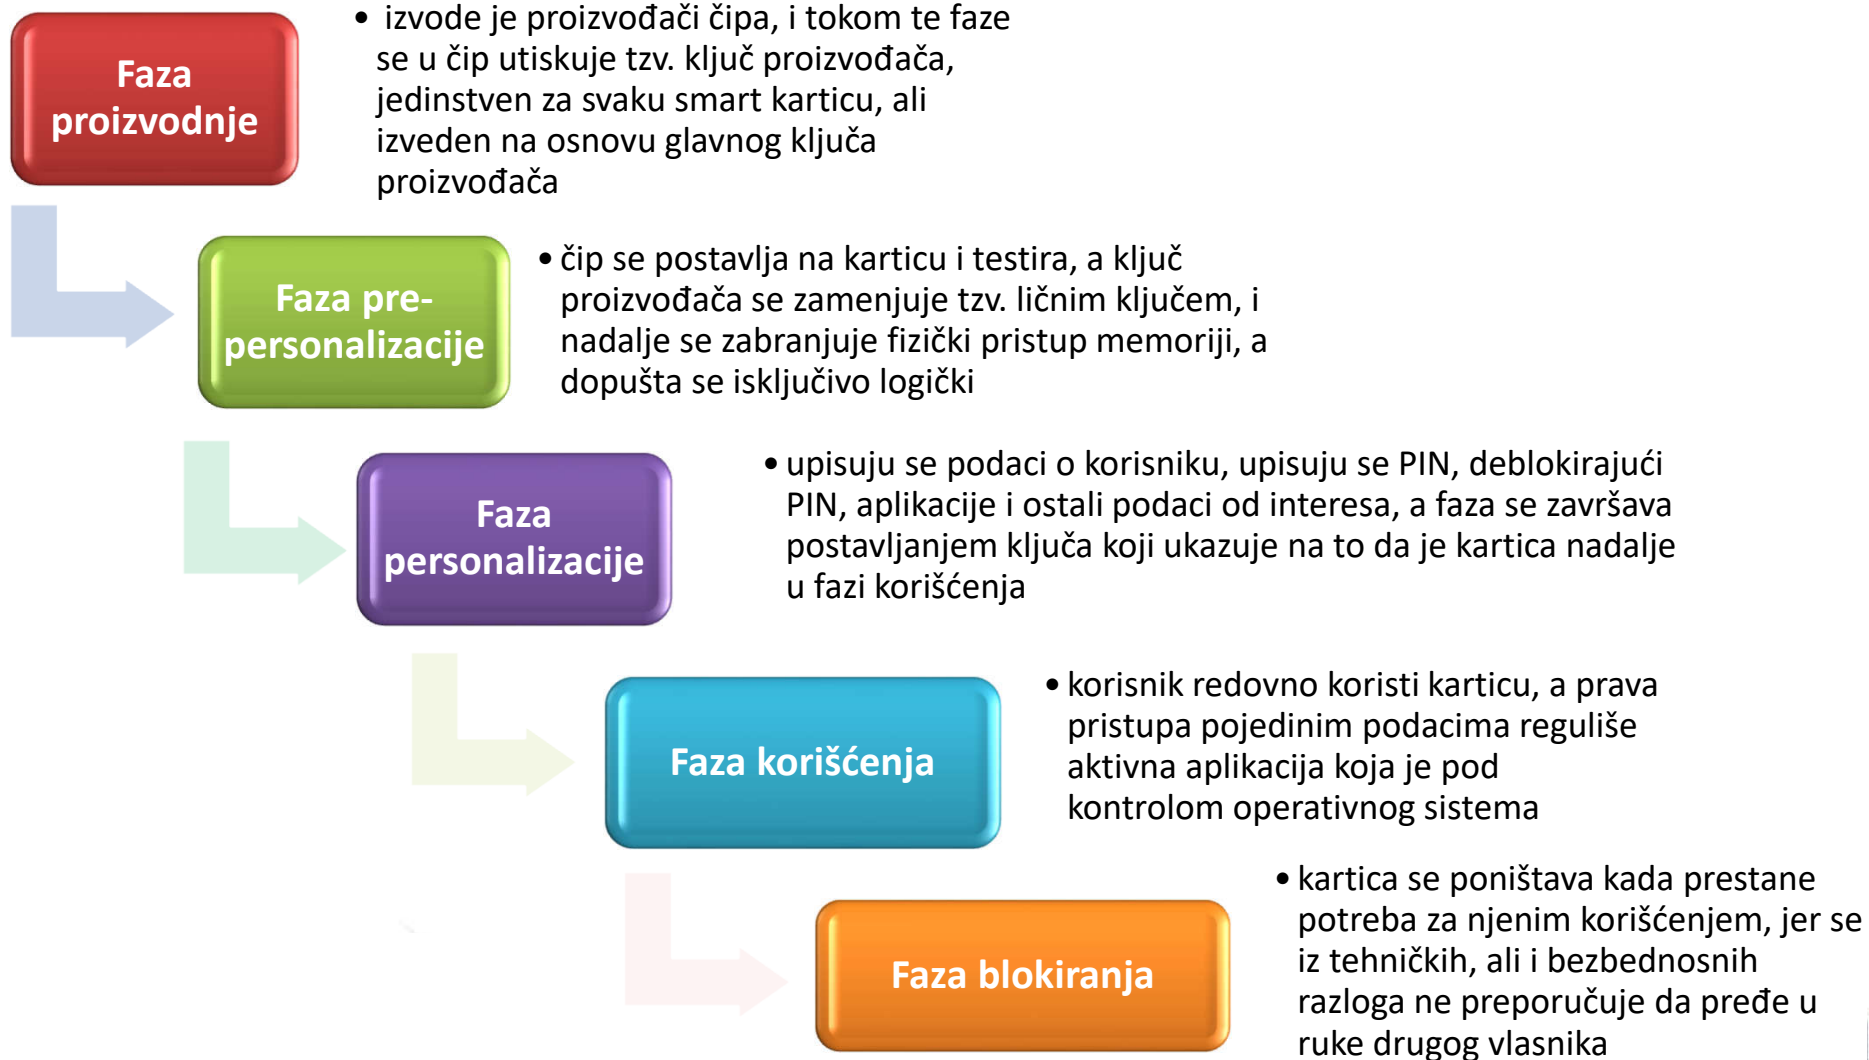 Faza
proizvodnje
• izvode je proizvođači čipa, i tokom te faze
se u čip utiskuje tzv. ključ proizvođača,
jedinstven za svaku smart karticu, ali
izveden na osnovu glavnog ključa
proizvođača
Faza pre-
personalizacije
• čip se postavlja na karticu i testira, a ključ
proizvođača se zamenjuje tzv. ličnim ključem, i
nadalje se zabranjuje fizički pristup memoriji, a
dopušta se isključivo logički
Faza
personalizacije
• upisuju se podaci o korisniku, upisuju se PIN, deblokirajući
PIN, aplikacije i ostali podaci od interesa, a faza se završava
postavljanjem ključa koji ukazuje na to da je kartica nadalje
u fazi korišćenja
Faza korišćenja
• korisnik redovno koristi karticu, a prava
pristupa pojedinim podacima reguliše
aktivna aplikacija koja je pod
kontrolom operativnog sistema
Faza blokiranja
• kartica se poništava kada prestane
potreba za njenim korišćenjem, jer se
iz tehničkih, ali i bezbednosnih
razloga ne preporučuje da pređe u
ruke drugog vlasnika